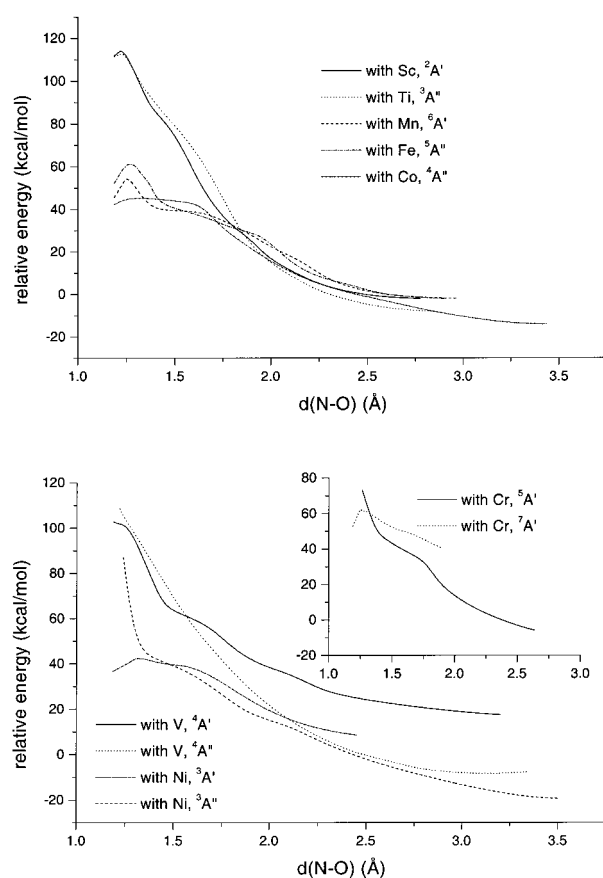 120
100
80
60
40
20
0
-20
relative energy (kcal/mol)
with Sc, ²A'
with Ti, ³A"
with Mn, ⁶A'
with Fe, ⁵A"
with Co, ⁴A"
1.0 1.5 2.0 2.5 3.0 3.5
d(N-O) (Å)
120
100
80
60
40
20
0
-20
relative energy (kcal/mol)
80
60
40
20
0
-20
with Cr, ⁵A'
with Cr, ⁷A'
1.0 1.5 2.0 2.5 3.0
with V, ⁴A'
with V, ⁴A"
with Ni, ³A'
with Ni, ³A"
1.0 1.5 2.0 2.5 3.0 3.5
d(N-O) (Å)